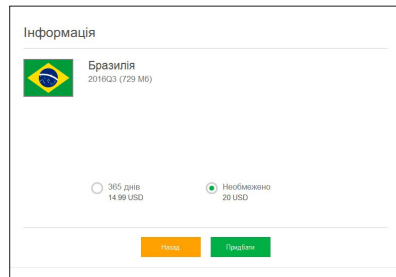 Інформація
Бразилія
2016Q3 (729 Мб)
365 днів
14.99 USD
Необмежено
20 USD
Назад
Придбати